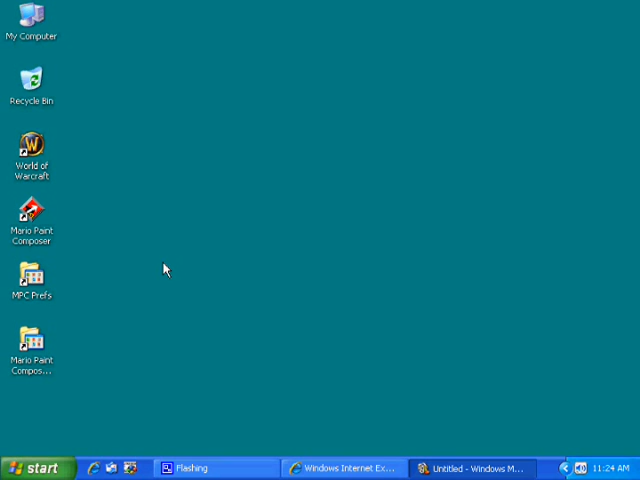 My Computer
Recycle Bin
World of
Warcraft
Mario Paint
Composer
MPC Prefs
Mario Paint
Compos...
start
Flashing
Windows Internet Ex...
Untitled - Windows M...
11:24 AM